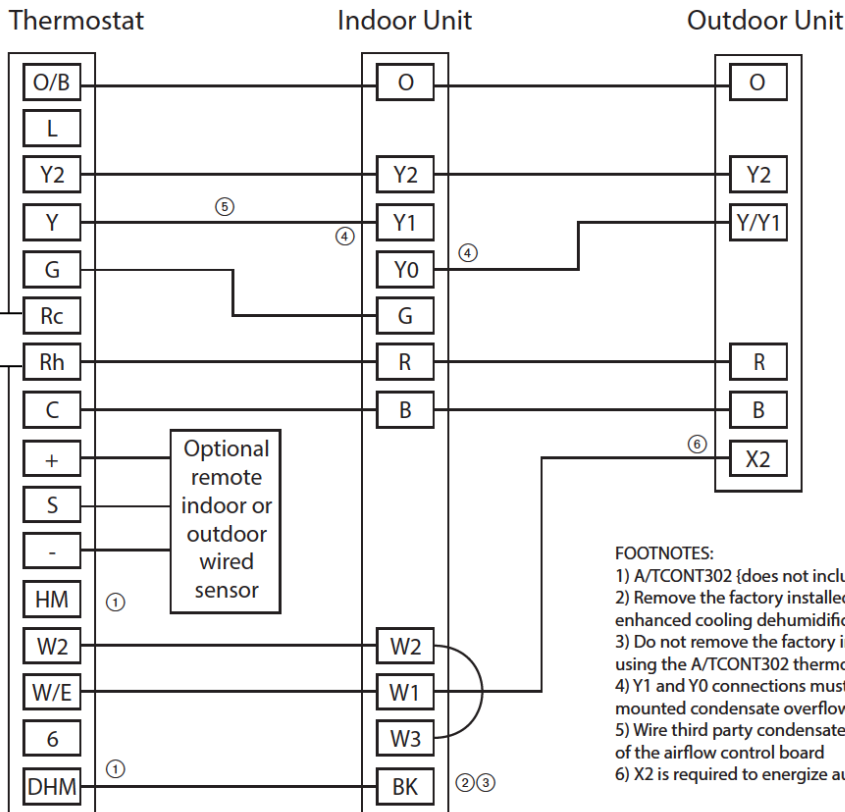 Thermostat
Indoor Unit
Outdoor Unit
O/B
O
O
L
Y2
Y2
Y2
⑤
Y
Y1
Y/Y1
④
④
G
Y0
Rc
G
Rh
R
R
C
B
B
⑥
+
X2
S
-
Optional
remote
indoor or
outdoor
wired
sensor
HM
①
W2
W2
W/E
W1
6
W3
DHM
①
BK
②③
FOOTNOTES:
1) A/TCONT302 {does not inclu
2) Remove the factory installed
enhanced cooling dehumidific
3) Do not remove the factory i
using the A/TCONT302 thermo
4) Y1 and Y0 connections must
mounted condensate overflow
5) Wire third party condensate
of the airflow control board
6) X2 is required to energize au